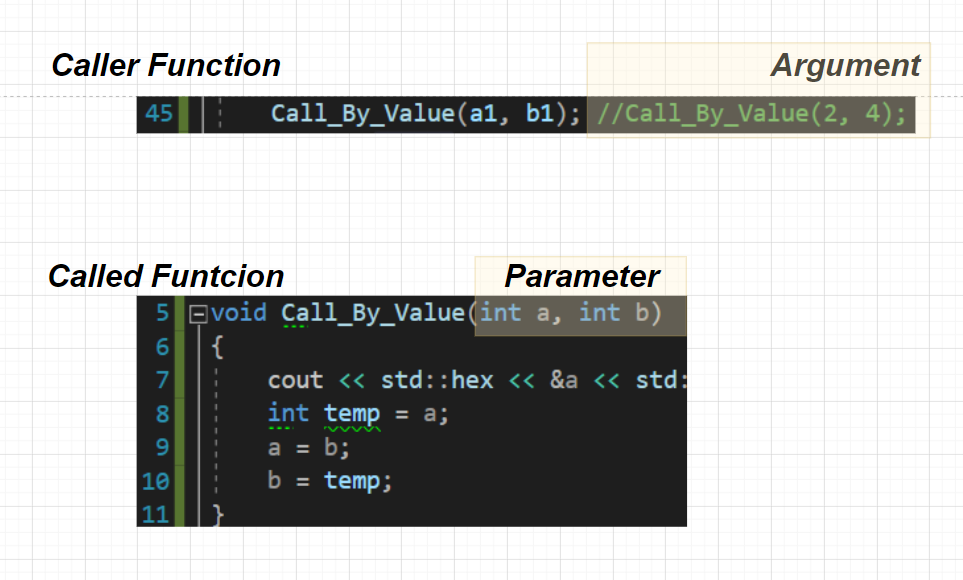 Caller Function
Argument
45 Call_By_Value(a1, b1); //Call_By_Value(2, 4);
Called Funtcion
Parameter
5 void Call_By_Value(int a, int b)
6 {
7 cout << std::hex << &a << std:
8 int temp = a;
9 a = b;
10 b = temp;
11 }